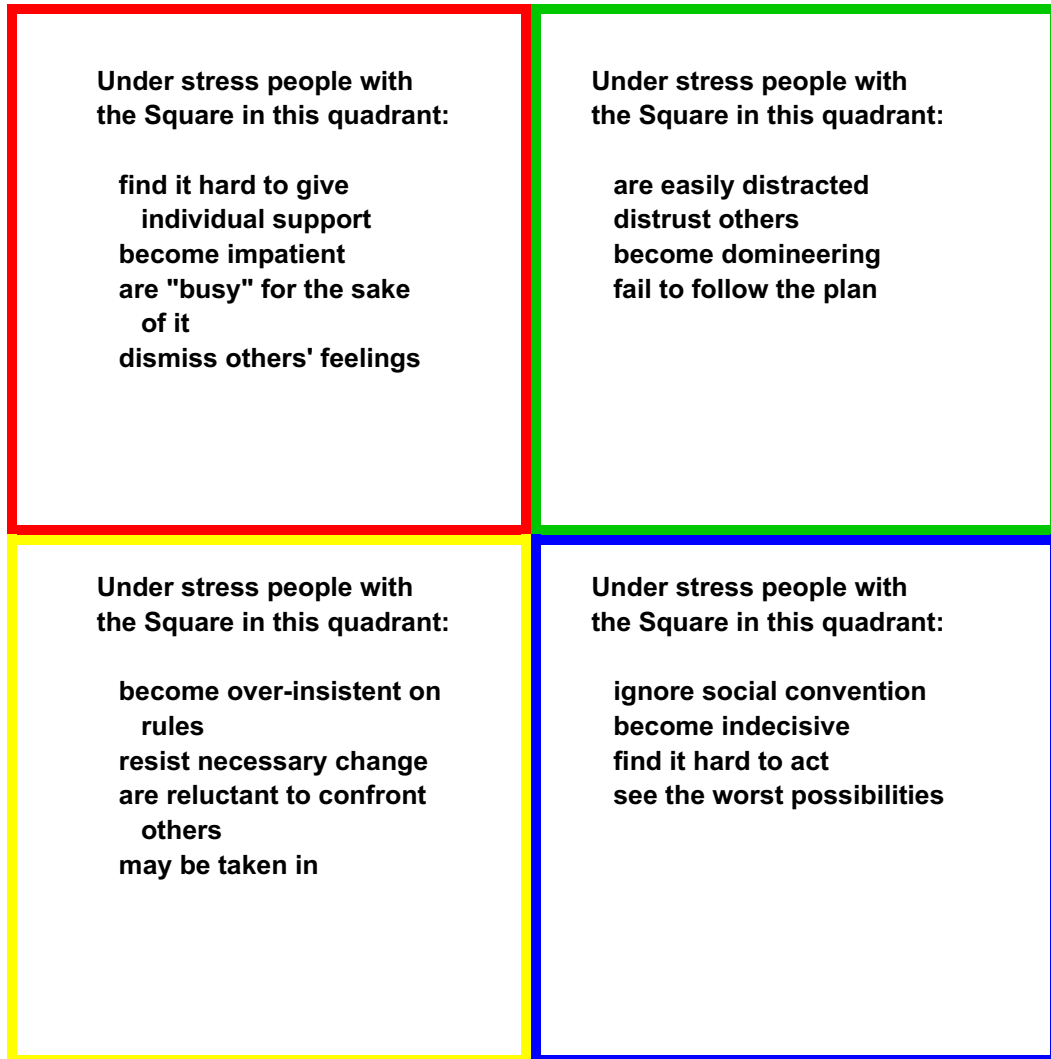 Under stress people with
the Square in this quadrant:
find it hard to give
individual support
become impatient
are "busy" for the sake
of it
dismiss others' feelings
Under stress people with
the Square in this quadrant:
are easily distracted
distrust others
become domineering
fail to follow the plan
Under stress people with
the Square in this quadrant:
become over-insistent on
rules
resist necessary change
are reluctant to confront
others
may be taken in
Under stress people with
the Square in this quadrant:
ignore social convention
become indecisive
find it hard to act
see the worst possibilities